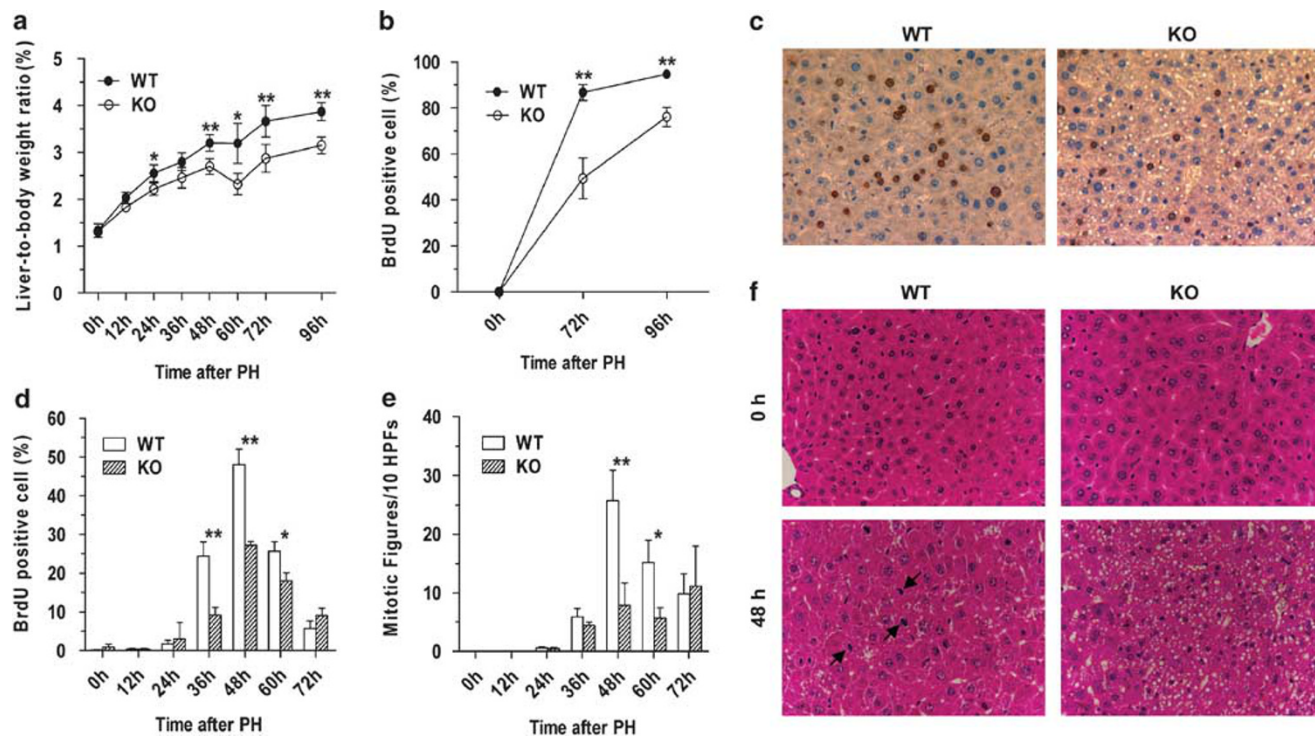 a
Liver-to-body weight ratio (%)
5
4
3
2
1
0
WT
KO
*
**
*
**
**
0h
12h
24h
36h
48h
60h
72h
96h
Time after PH
b
BrdU positive cell (%)
100
80
60
40
20
0
WT
KO
**
**
0h
72h
96h
Time after PH
c
WT
KO
d
BrdU positive cell (%)
60
50
40
30
20
10
0
WT
KO
**
**
*
0h
12h
24h
36h
48h
60h
72h
Time after PH
e
Mitotic Figures/10 HPFs
40
30
20
10
0
WT
KO
**
*
0h
12h
24h
36h
48h
60h
72h
Time after PH
f
WT
KO
0 h
48 h